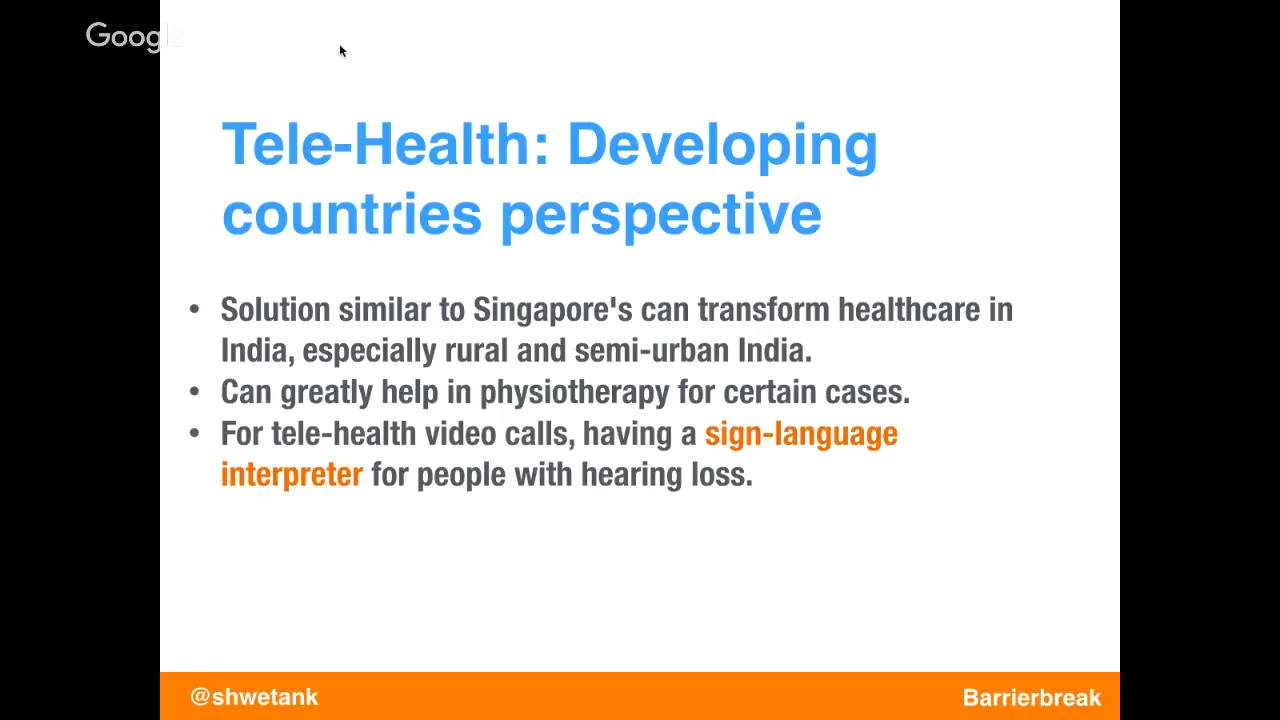 Google
Tele-Health: Developing
countries perspective
• Solution similar to Singapore's can transform healthcare in
India, especially rural and semi-urban India.
• Can greatly help in physiotherapy for certain cases.
• For tele-health video calls, having a sign-language
interpreter for people with hearing loss.
@shwetank
Barrierbreak